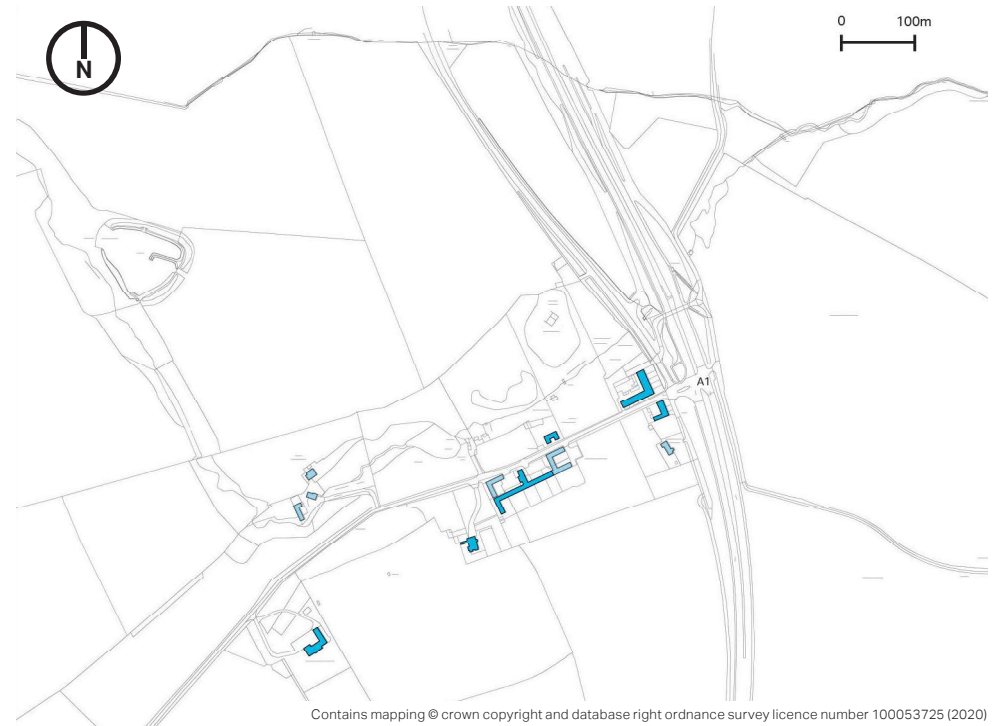 N
0 100m
A1
Contains mapping © crown copyright and database right ordnance survey licence number 100053725 (2020)